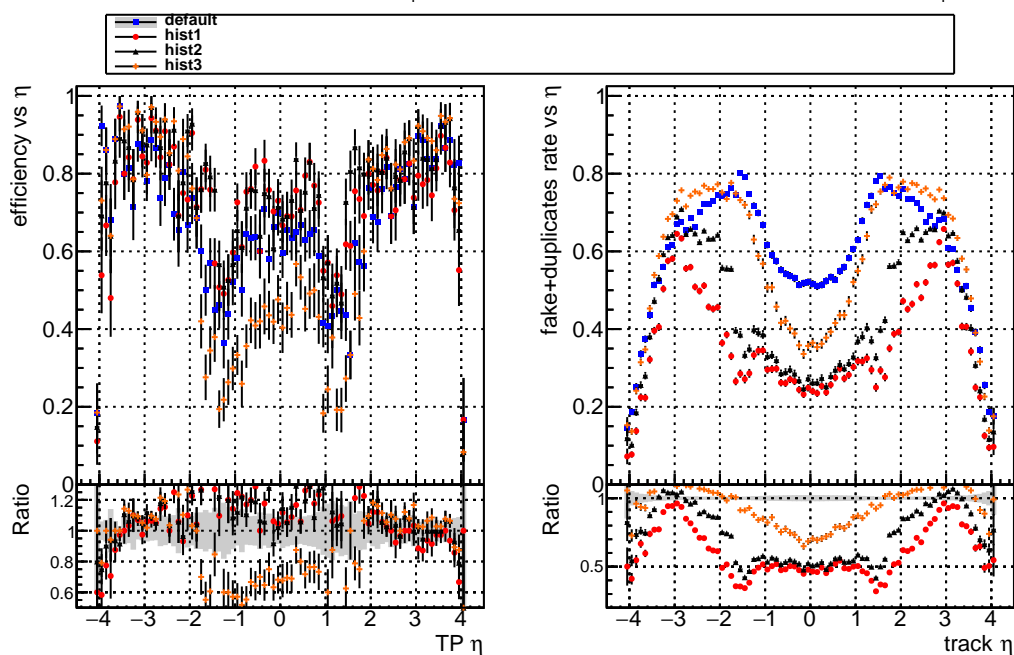 default
hist1
hist2
hist3
efficiency vs η
1
0.8
0.6
0.4
0.2
0
Ratio
1.2
1
0.8
0.6
−4 −3 −2 −1 0 1 2 3 4
TP η
fake+duplicates rate vs η
1
0.8
0.6
0.4
0.2
0
Ratio
1
0.5
−4 −3 −2 −1 0 1 2 3 4
track η